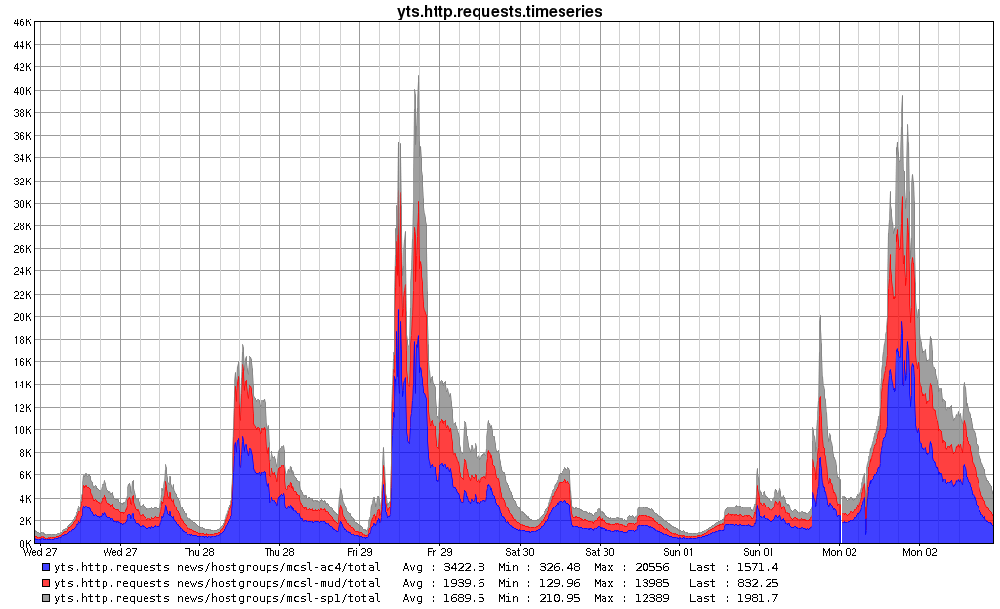 yts.http.requests.timeseries
46K
44K
42K
40K
38K
36K
34K
32K
30K
28K
26K
24K
22K
20K
18K
16K
14K
12K
10K
8K
6K
4K
2K
0K
Wed 27 Wed 27 Thu 28 Thu 28 Fri 29 Fri 29 Sat 30 Sat 30 Sun 01 Sun 01 Mon 02 Mon 02
yts.http.requests news/hostgroups/mcsl-ac4/total Avg : 3422.8 Min : 326.48 Max : 20556 Last : 1571.4
yts.http.requests news/hostgroups/mcsl-mud/total Avg : 1939.6 Min : 129.96 Max : 13985 Last : 832.25
yts.http.requests news/hostgroups/mcsl-sp1/total Avg : 1689.5 Min : 210.95 Max : 12389 Last : 1981.7